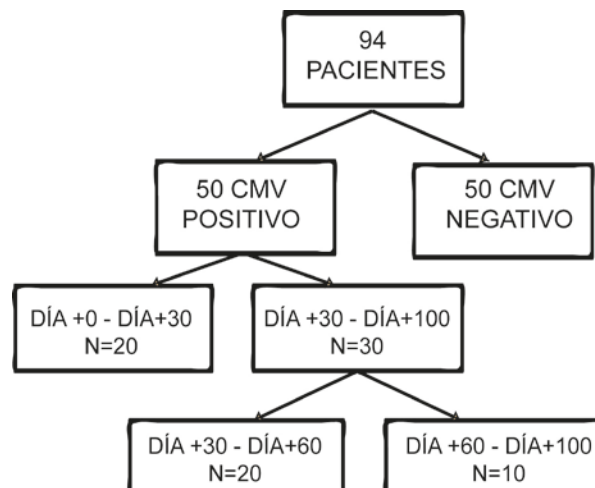 94
PACIENTES
50 CMV
POSITIVO
50 CMV
NEGATIVO
DÍA +0 - DÍA+30
N=20
DÍA +30 - DÍA+100
N=30
DÍA +30 - DÍA+60
N=20
DÍA +60 - DÍA+100
N=10